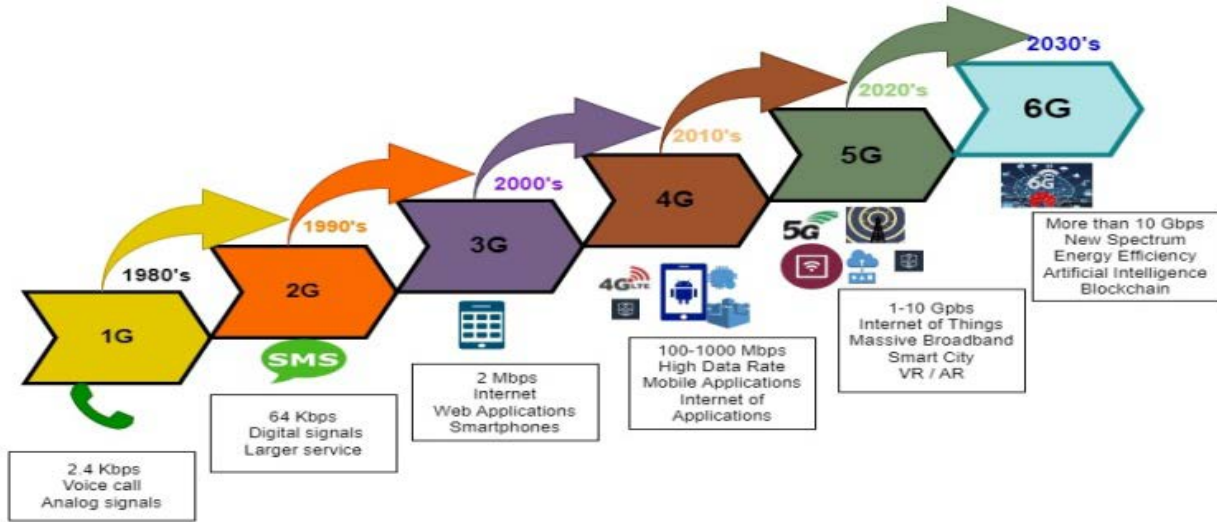 1980's
1G
2.4 Kbps
Voice call
Analog signals
1990's
2G
SMS
64 Kbps
Digital signals
Larger service
2000's
3G
2 Mbps
Internet
Web Applications
Smartphones
2010's
4G
4G LTE
100-1000 Mbps
High Data Rate
Mobile Applications
Internet of
Applications
2020's
5G
5G
1-10 Gpbs
Internet of Things
Massive Broadband
Smart City
VR / AR
2030's
6G
6G
More than 10 Gbps
New Spectrum
Energy Efficiency
Artificial Intelligence
Blockchain